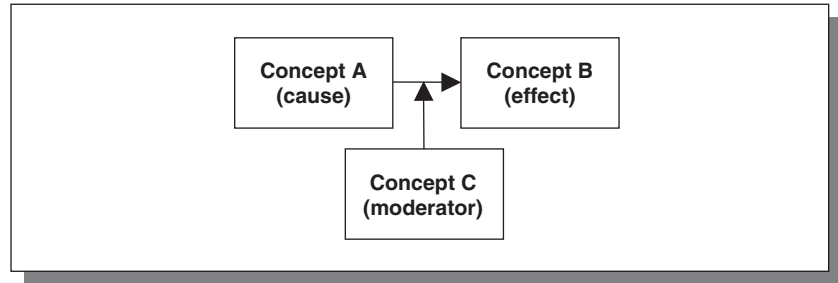 Concept A
(cause)
Concept B
(effect)
Concept C
(moderator)